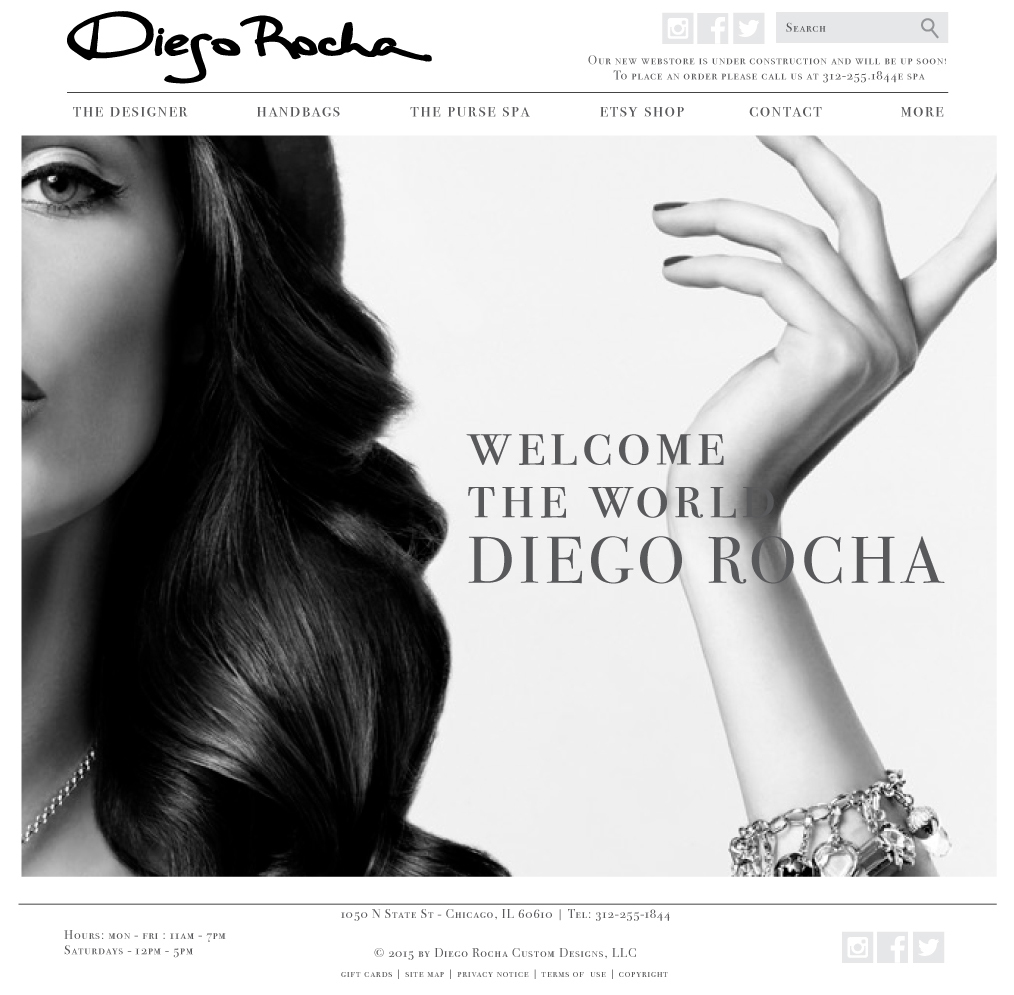 Diego Rocha
Search
Our new webstore is under construction and will be up soon!
To place an order please call us at 312-255.1844e spa
THE DESIGNER HANDBAGS THE PURSE SPA ETSY SHOP CONTACT MORE
WELCOME
THE WORLD
DIEGO ROCHA
1050 N State St - Chicago, IL 60610 | Tel: 312-255-1844
Hours: mon - fri : 11am - 7pm
Saturdays - 12pm - 5pm
© 2015 by Diego Rocha Custom Designs, LLC
gift cards | site map | privacy notice | terms of use | copyright